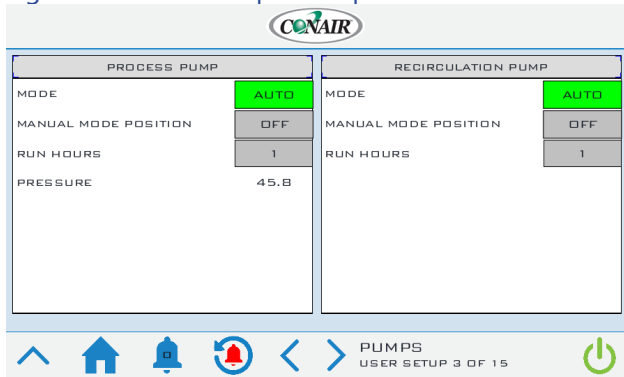 CONAIR
PROCESS PUMP
MODE AUTO
MANUAL MODE POSITION OFF
RUN HOURS 1
PRESSURE 45.8
RECIRCULATION PUMP
MODE AUTO
MANUAL MODE POSITION OFF
RUN HOURS 1
0
PUMPS
USER SETUP 3 OF 15